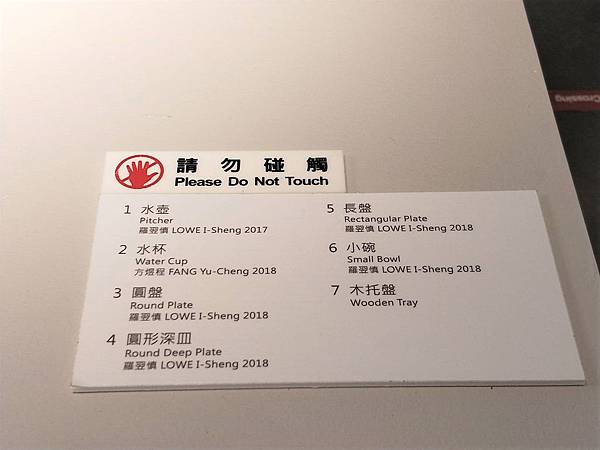 請勿碰觸
Please Do Not Touch
1 水壺
Pitcher
羅翌慎 LOWE I-Sheng 2017
2 水杯
Water Cup
方煜程 FANG Yu-Cheng 2018
3 圓盤
Round Plate
羅翌慎 LOWE I-Sheng 2018
4 圓形深皿
Round Deep Plate
羅翌慎 LOWE I-Sheng 2018
5 長盤
Rectangular Plate
羅翌慎 LOWE I-Sheng 2018
6 小碗
Small Bowl
羅翌慎 LOWE I-Sheng 2018
7 木托盤
Wooden Tray
Crossing